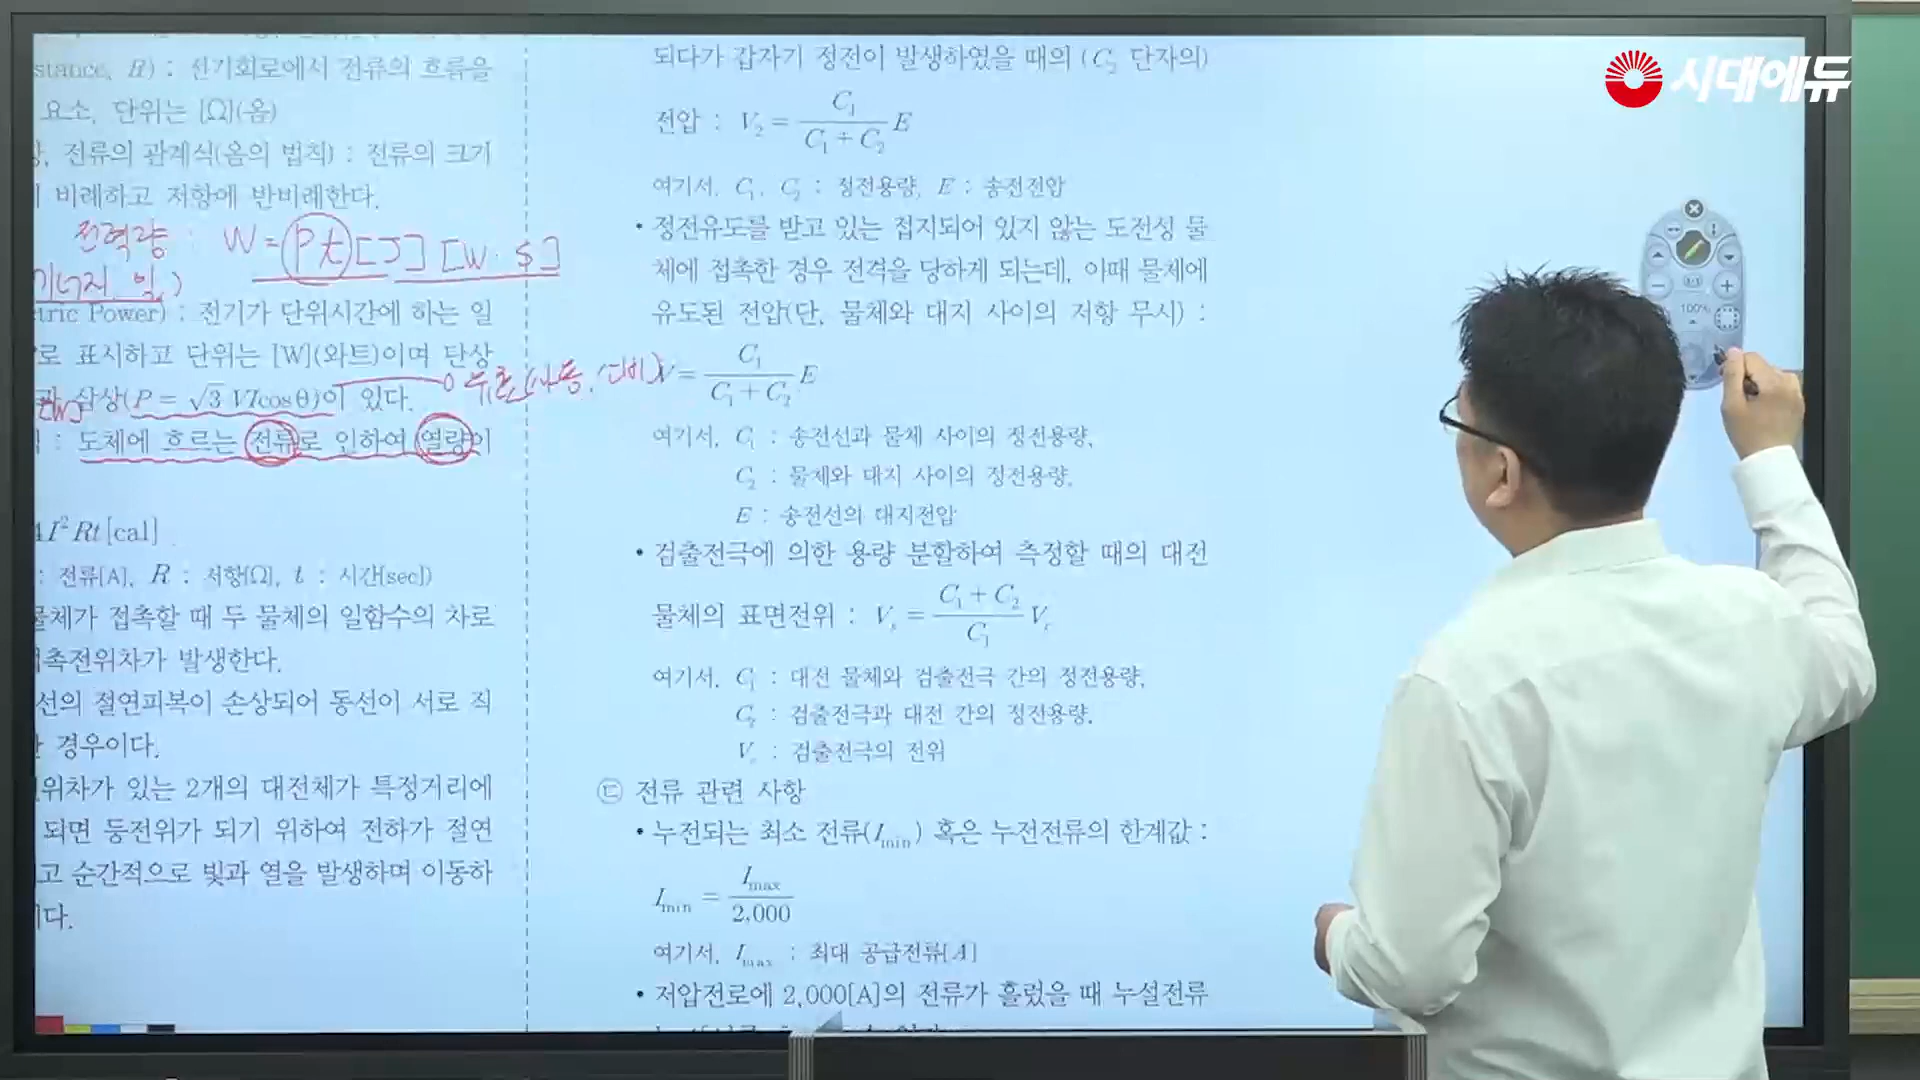 stance, R) : 전기회로에서 전류의 흐름을
요소, 단위는 [Ω](옴)
전류의 관계식(옴의 법칙) : 전류의 크기
비례하고 저항에 반비례한다.
전력량 : W = Pt [J] [W·S]
일)
tric Power) : 전기가 단위시간에 하는 일
로 표시하고 단위는 [W](와트)이며 단상
삼상(P = √3 VIcosθ)이 있다.
: 도체에 흐르는 전류로 인하여 열량이
I²Rt[cal]
: 전류[A], R : 저항[Ω], t : 시간[sec])
물체가 접촉할 때 두 물체의 일함수의 차로
접촉전위차가 발생한다.
선의 절연피복이 손상되어 동선이 서로 직
경우이다.
전위차가 있는 2개의 대전체가 특정거리에
되면 등전위가 되기 위하여 전하가 절연
고 순간적으로 빛과 열을 발생하며 이동하
다.
되다가 갑자기 정전이 발생하였을 때의 (C₂ 단자의)
전압 : V₂ = C₁ / (C₁ + C₂) E
여기서, C₁, C₂ : 정전용량, E : 송전전압
• 정전유도를 받고 있는 접지되어 있지 않는 도전성 물
체에 접촉한 경우 전격을 당하게 되는데, 이때 물체에
유도된 전압(단, 물체와 대지 사이의 저항 무시) :
V = C₁ / (C₁ + C₂) E
여기서, C₁ : 송전선과 물체 사이의 정전용량,
C₂ : 물체와 대지 사이의 정전용량,
E : 송전선의 대지전압
• 검출전극에 의한 용량 분할하여 측정할 때의 대전
물체의 표면전위 : Vₛ = (C₁ + C₂) / C₁ Vₑ
여기서, C₁ : 대전 물체와 검출전극 간의 정전용량,
C₂ : 검출전극과 대전 간의 정전용량,
Vₑ : 검출전극의 전위
㉢ 전류 관련 사항
• 누전되는 최소 전류(Imin) 혹은 누전전류의 한계값 :
Imin = Imax / 2,000
여기서, Imax : 최대 공급전류[A]
• 저압전로에 2,000[A]의 전류가 흘렀을 때 누설전류
시대에듀
100%